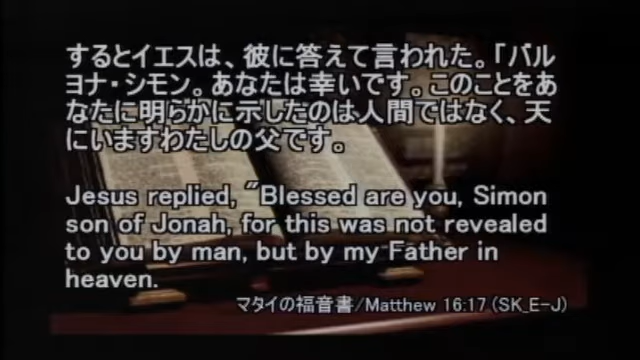 するとイエスは、彼に答えて言われた。「バル
ヨナ・シモン。あなたは幸いです。このことをあ
なたに明らかに示したのは人間ではなく、天
にいますわたしの父です。
Jesus replied, "Blessed are you, Simon
son of Jonah, for this was not revealed
to you by man, but by my Father in
heaven.
マタイの福音書/Matthew 16:17 (SK_E-J)